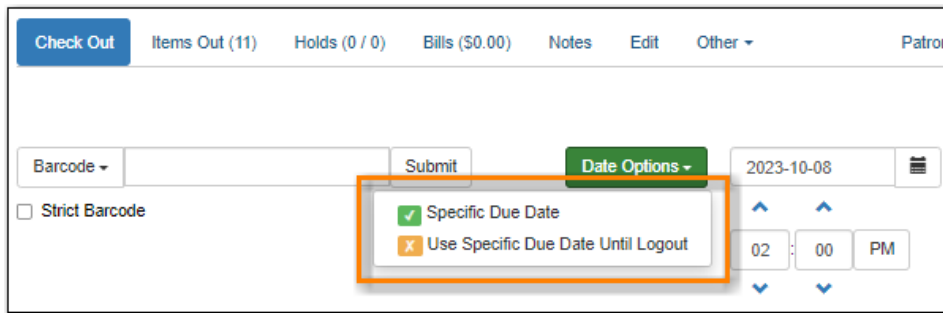 Check Out Items Out (11) Holds (0 / 0) Bills ($0.00) Notes Edit Other
Barcode Submit Date Options 2023-10-08
Strict Barcode
Specific Due Date
Use Specific Due Date Until Logout
02 : 00 PM